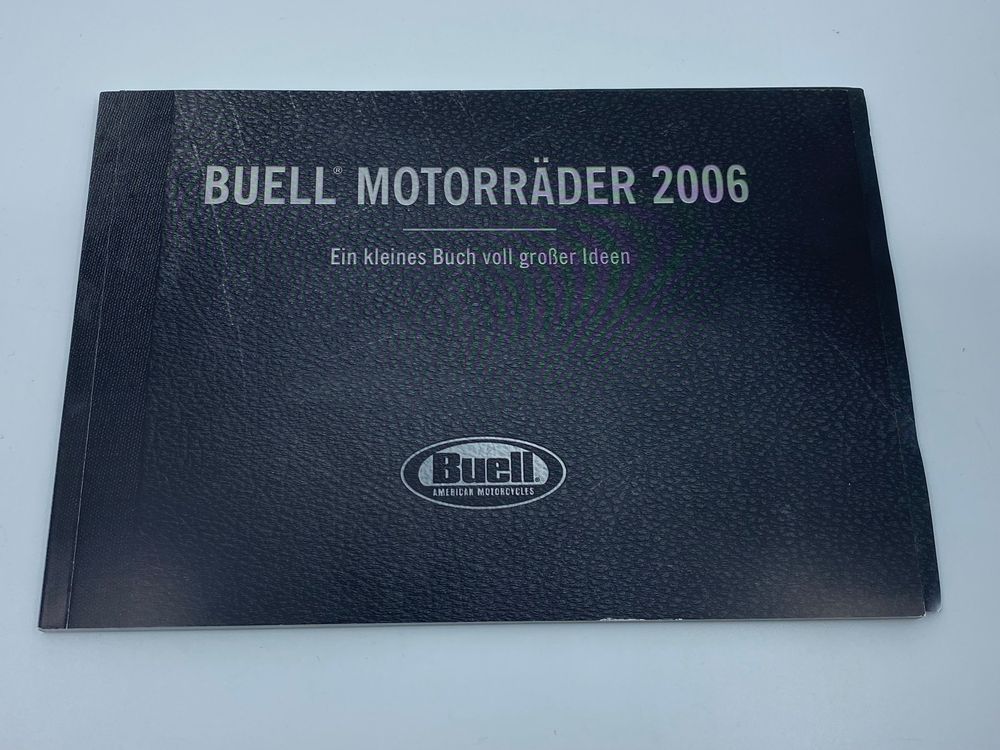 BUELL® MOTORRÄDER 2006
Ein kleines Buch voll großer Ideen
Buell®
AMERICAN MOTORCYCLES